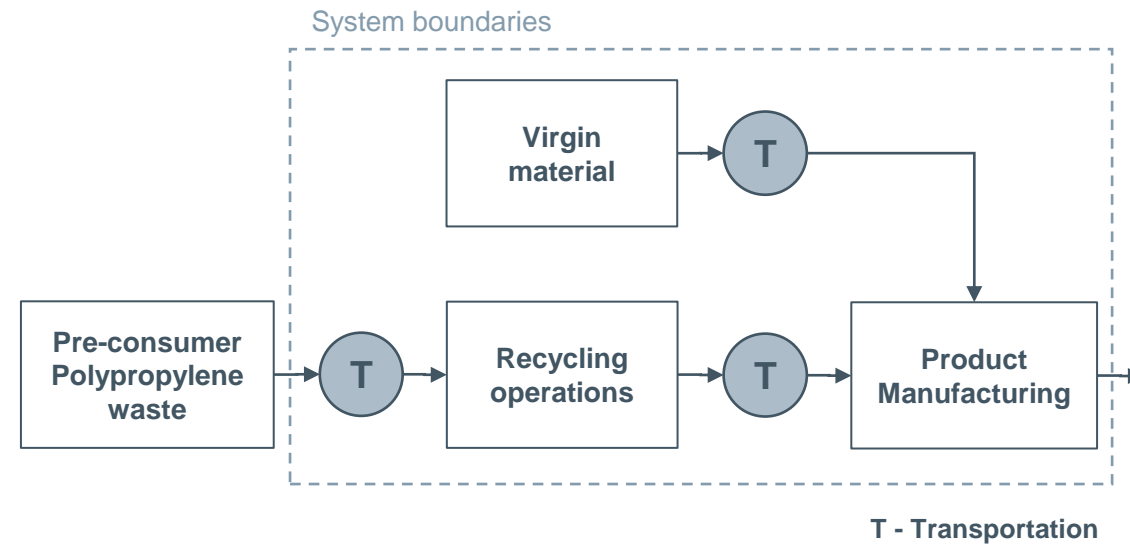 System boundaries
Virgin
material
T
Pre-consumer
Polypropylene
waste
T
Recycling
operations
T
Product
Manufacturing
T - Transportation